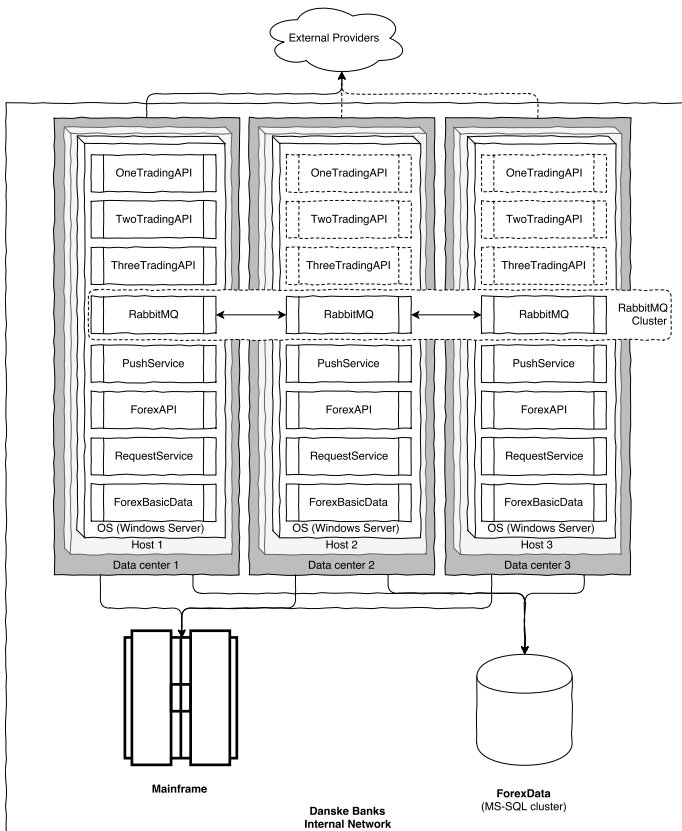 External Providers
OneTradingAPI
TwoTradingAPI
ThreeTradingAPI
RabbitMQ
PushService
ForexAPI
RequestService
ForexBasicData
OS (Windows Server)
Host 1
Data center 1
OneTradingAPI
TwoTradingAPI
ThreeTradingAPI
RabbitMQ
PushService
ForexAPI
RequestService
ForexBasicData
OS (Windows Server)
Host 2
Data center 2
OneTradingAPI
TwoTradingAPI
ThreeTradingAPI
RabbitMQ
PushService
ForexAPI
RequestService
ForexBasicData
OS (Windows Server)
Host 3
Data center 3
RabbitMQ
Cluster
Mainframe
ForexData
(MS-SQL cluster)
Danske Banks
Internal Network